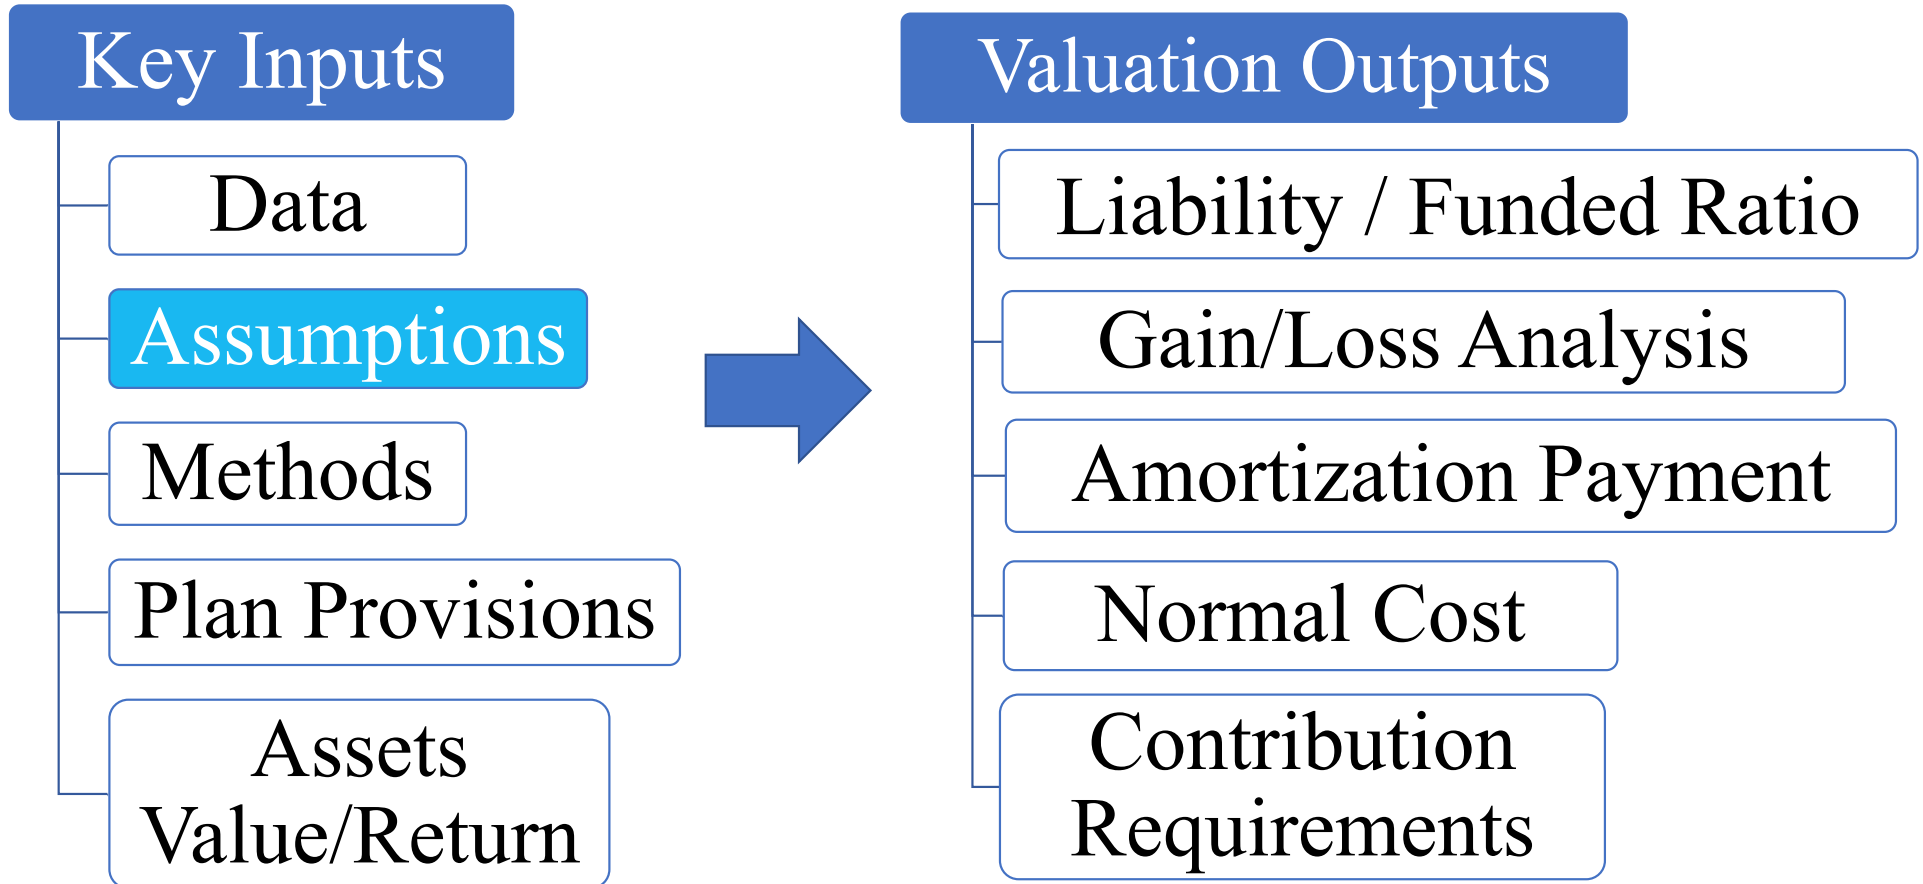 Key Inputs
Data
Assumptions
Methods
Plan Provisions
Assets
Value/Return
Valuation Outputs
Liability / Funded Ratio
Gain/Loss Analysis
Amortization Payment
Normal Cost
Contribution
Requirements